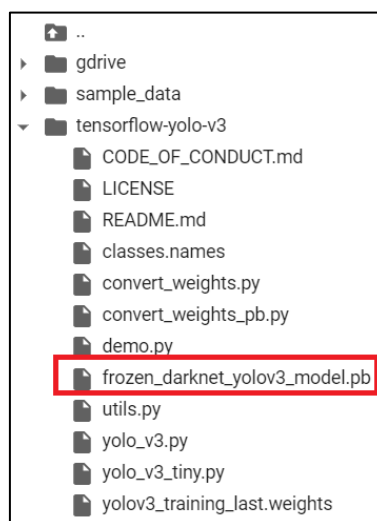 ..
gdrive
sample_data
tensorflow-yolo-v3
CODE_OF_CONDUCT.md
LICENSE
README.md
classes.names
convert_weights.py
convert_weights_pb.py
demo.py
frozen_darknet_yolov3_model.pb
utils.py
yolo_v3.py
yolo_v3_tiny.py
yolov3_training_last.weights